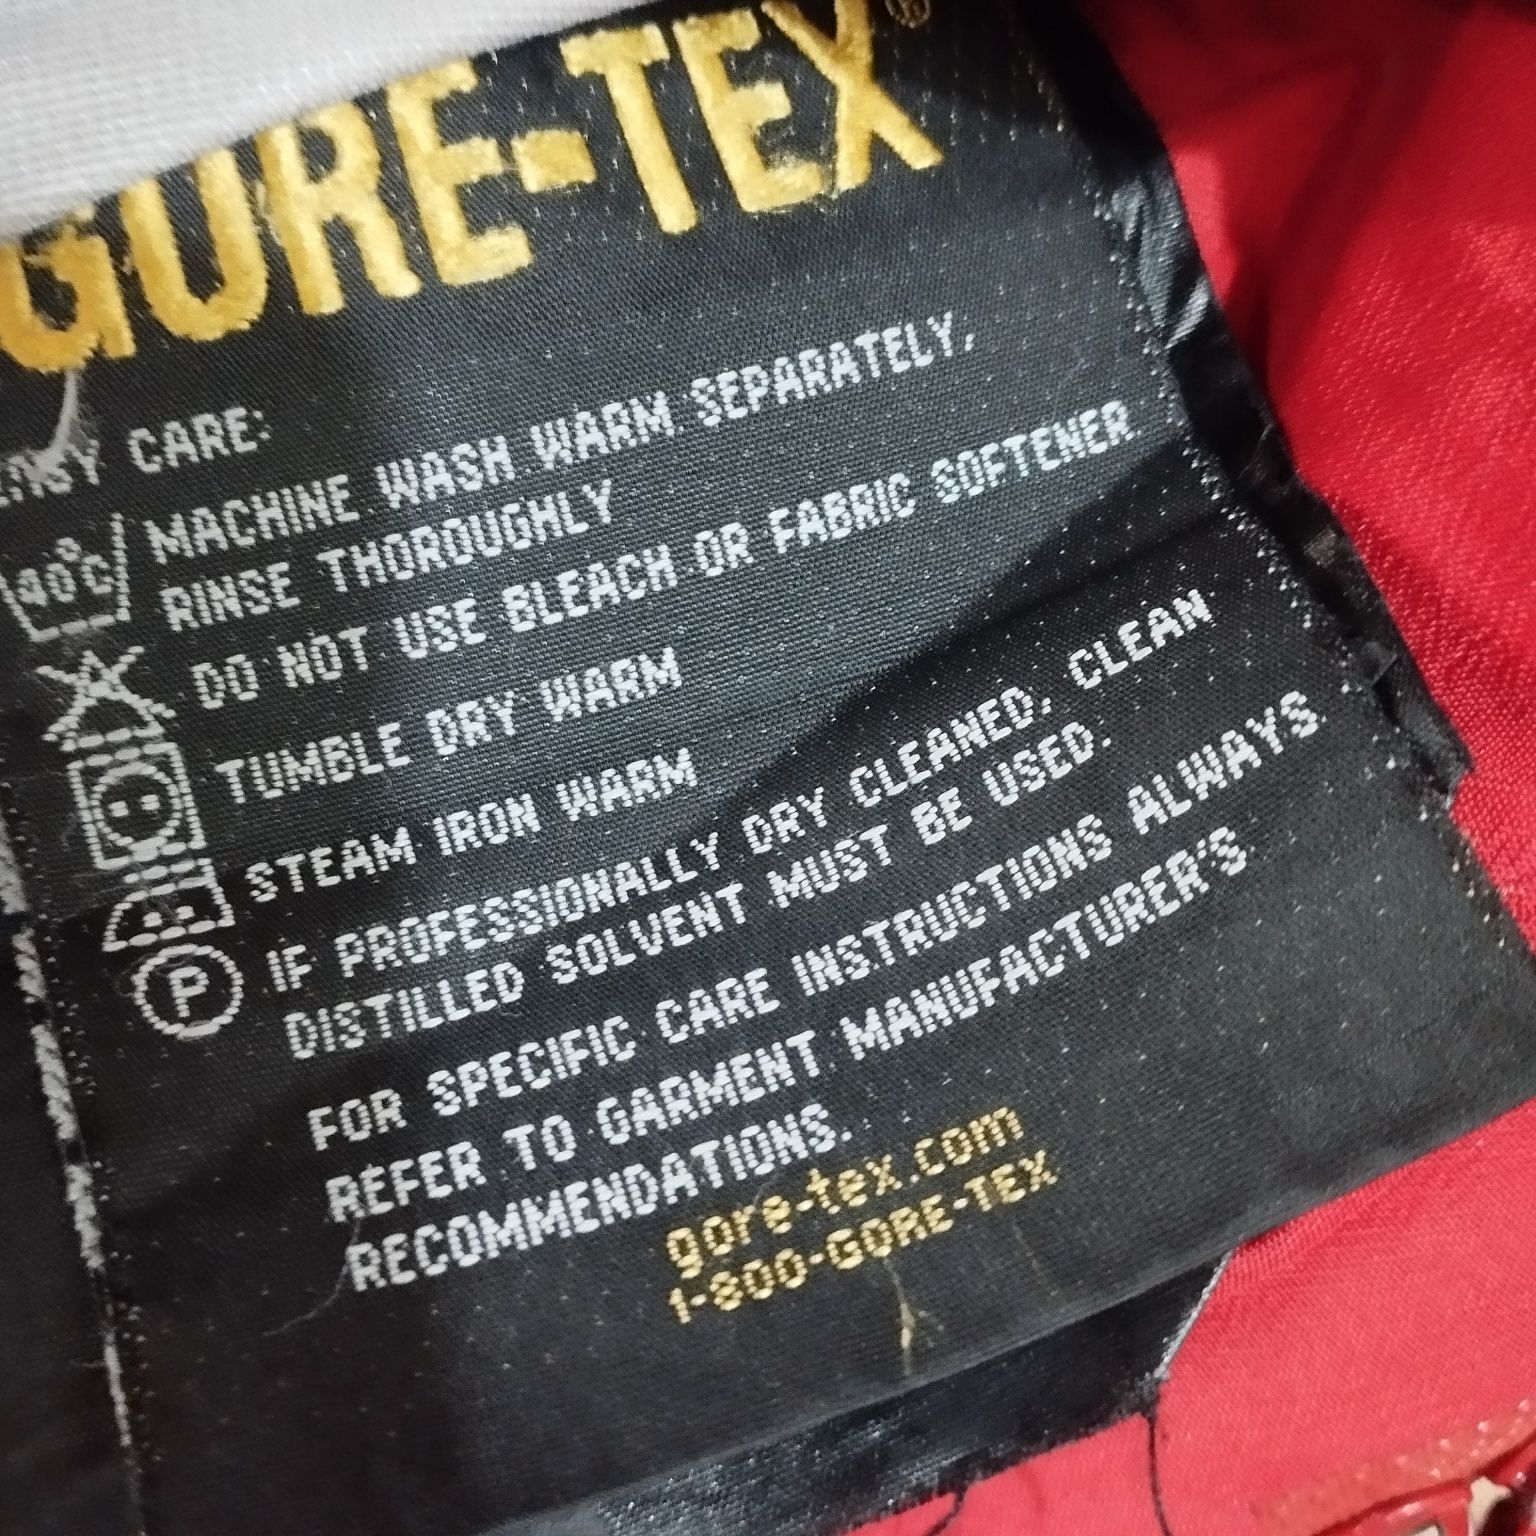 GORE-TEX®
EASY CARE:
40°C
MACHINE WASH WARM SEPARATELY,
RINSE THOROUGHLY
DO NOT USE BLEACH OR FABRIC SOFTENER
TUMBLE DRY WARM
STEAM IRON WARM
P
IF PROFESSIONALLY DRY CLEANED, CLEAN
DISTILLED SOLVENT MUST BE USED.
FOR SPECIFIC CARE INSTRUCTIONS ALWAYS
REFER TO GARMENT MANUFACTURER'S
RECOMMENDATIONS.
gore-tex.com
1-800-GORE-TEX